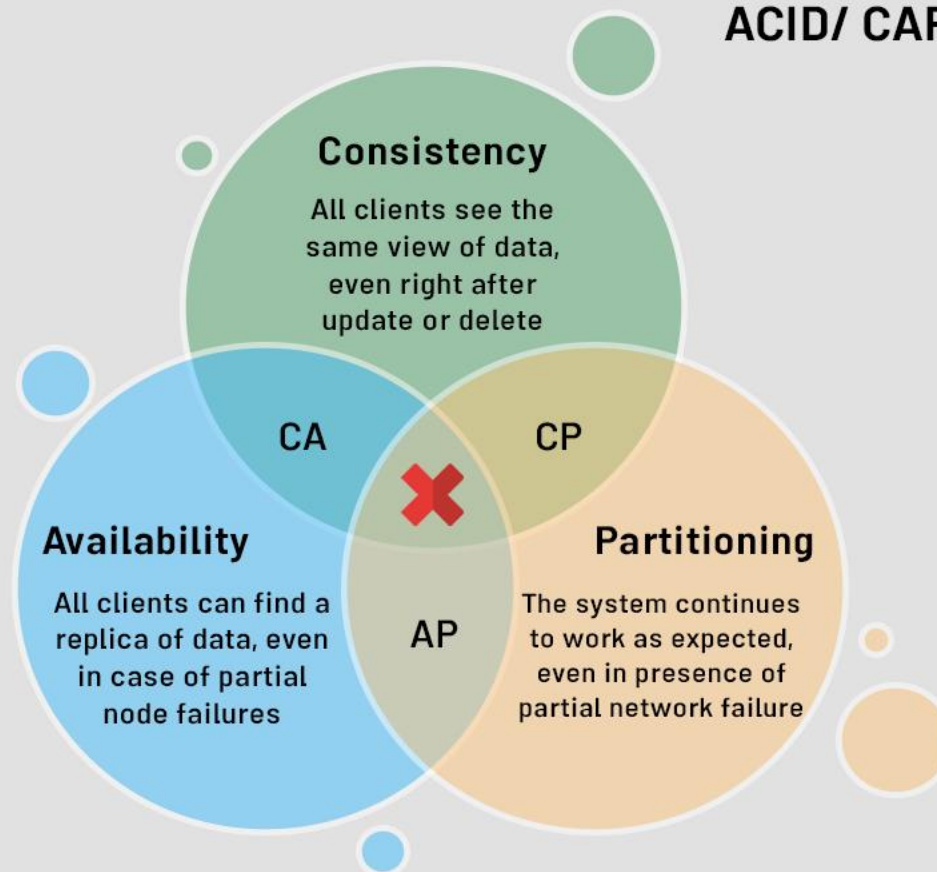 ACID/ CAP
Consistency
All clients see the
same view of data,
even right after
update or delete
CA
CP
Availability
All clients can find a
replica of data, even
in case of partial
node failures
Partitioning
The system continues
to work as expected,
even in presence of
partial network failure
AP